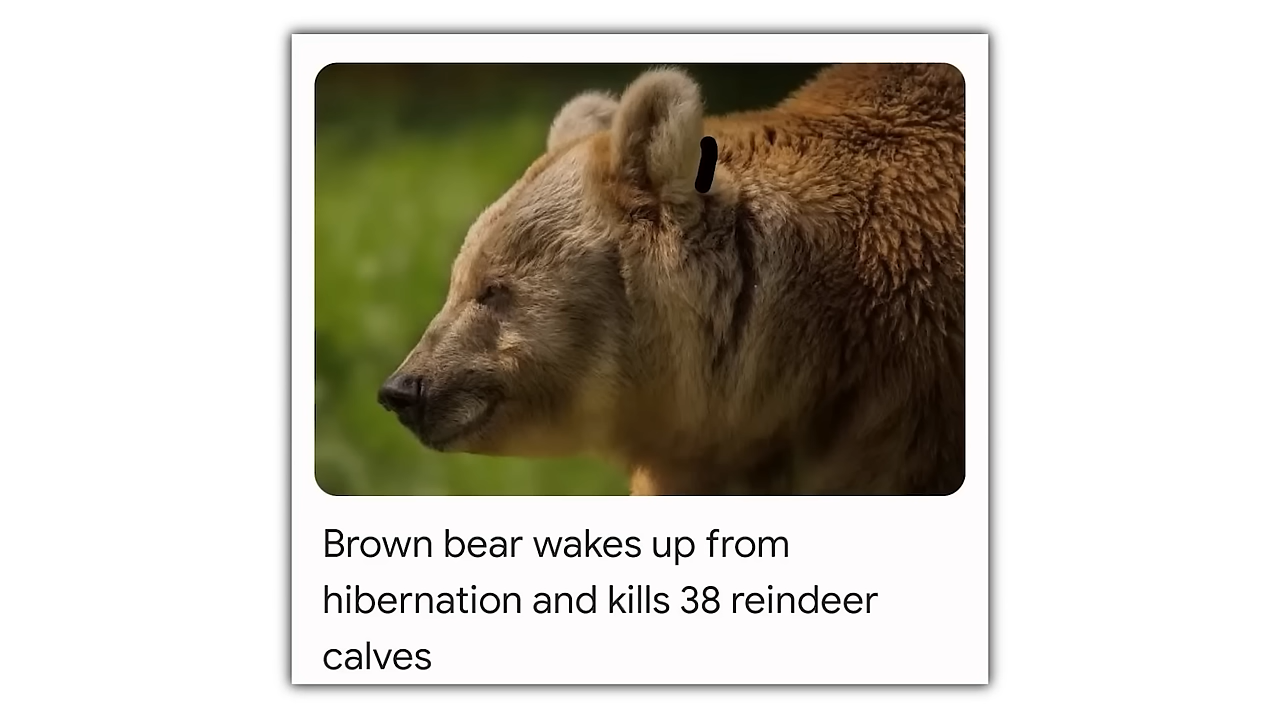 Brown bear wakes up from
hibernation and kills 38 reindeer
calves